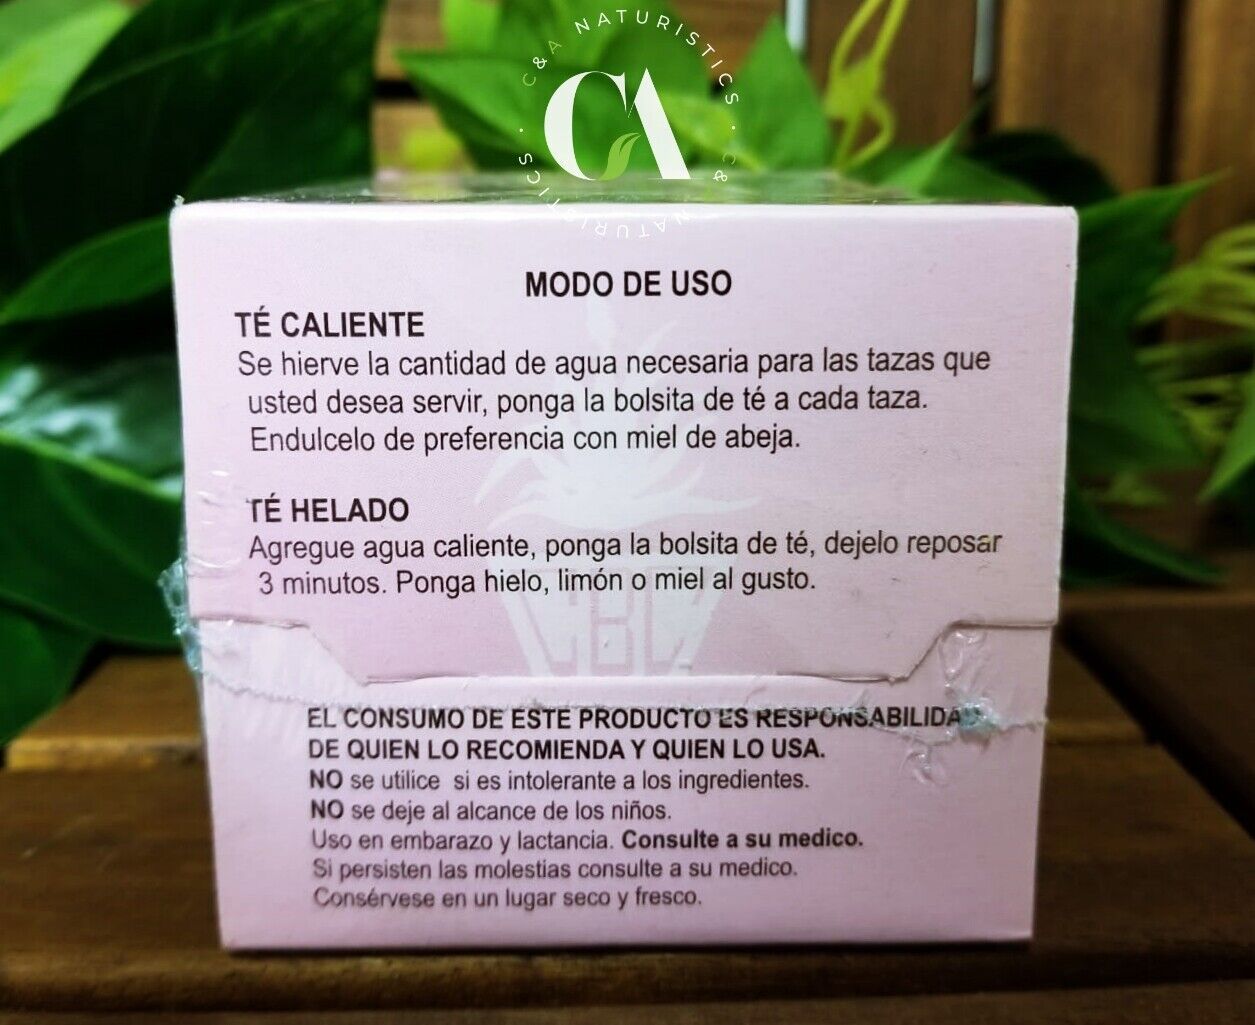 C&A NATURISTICS · C&A NATURISTICS ·
CA
MODO DE USO
TÉ CALIENTE
Se hierve la cantidad de agua necesaria para las tazas que
usted desea servir, ponga la bolsita de té a cada taza.
Endulcelo de preferencia con miel de abeja.
TÉ HELADO
Agregue agua caliente, ponga la bolsita de té, dejelo reposar
3 minutos. Ponga hielo, limón o miel al gusto.
EL CONSUMO DE ESTE PRODUCTO ES RESPONSABILIDAD
DE QUIEN LO RECOMIENDA Y QUIEN LO USA.
NO se utilice si es intolerante a los ingredientes.
NO se deje al alcance de los niños.
Uso en embarazo y lactancia. Consulte a su medico.
Si persisten las molestias consulte a su medico.
Consérvese en un lugar seco y fresco.